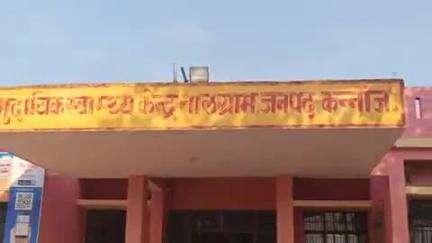 मुदायिक स्वास्थ्य केन्द्र तालग्राम जनपद कन्नौज